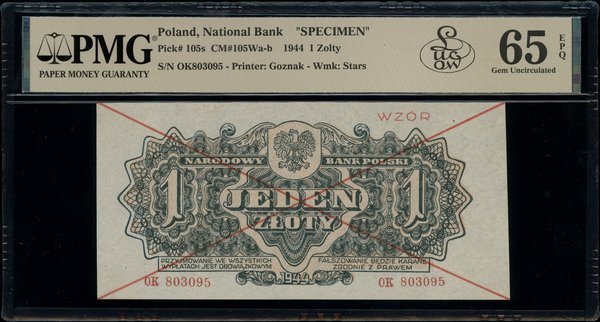 PMG
PAPER MONEY GUARANTY
Poland, National Bank "SPECIMEN"
Pick# 105s CM#105Wa-b 1944 1 Zolty
S/N OK803095 - Printer: Goznak - Wmk: Stars
65 EPQ
Gem Uncirculated
WZÓR
NARODOWY BANK POLSKI
1 JEDEN 1
ZŁOTY
PRZYJMOWANIE WE WSZYSTKICH
WYPŁATACH JEST OBOWIĄZKOWYM.
FAŁSZOWANIE BĘDZIE KARANE
ZGODNIE Z PRAWEM
1944
OK 803095
OK 803095